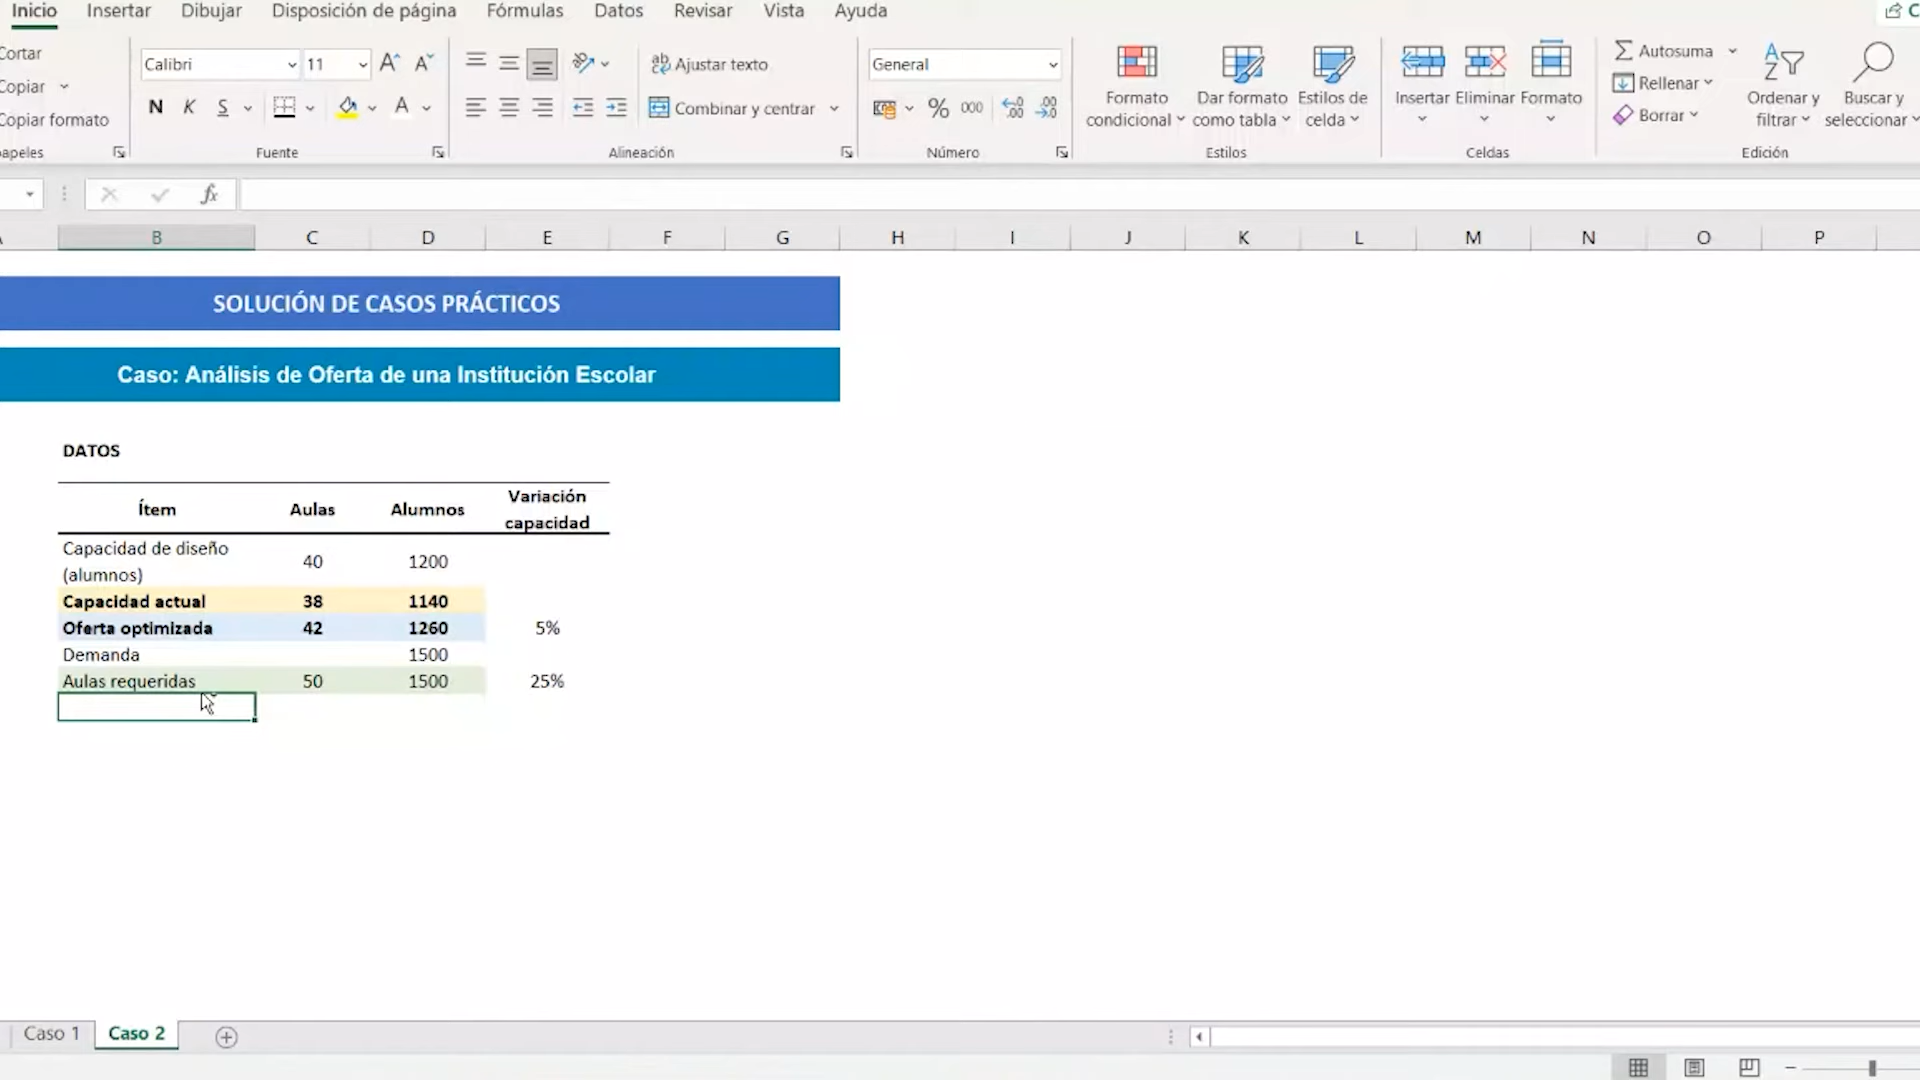 Inicio Insertar Dibujar Disposición de página Fórmulas Datos Revisar Vista Ayuda
Cortar
Copiar
Copiar formato
Calibri 11
N K S A
Fuente
Ajustar texto
Combinar y centrar
Alineación
General
% 000
Número
Formato condicional
Dar formato como tabla
Estilos de celda
Estilos
Insertar Eliminar Formato
Celdas
Autosuma
Rellenar
Borrar
Ordenar y filtrar
Buscar y seleccionar
Edición
fx
B C D E F G H I J K L M N O P
SOLUCIÓN DE CASOS PRÁCTICOS
Caso: Análisis de Oferta de una Institución Escolar
DATOS
Ítem Aulas Alumnos Variación capacidad
Capacidad de diseño (alumnos) 40 1200
Capacidad actual 38 1140
Oferta optimizada 42 1260 5%
Demanda 1500
Aulas requeridas 50 1500 25%
Caso 1 Caso 2